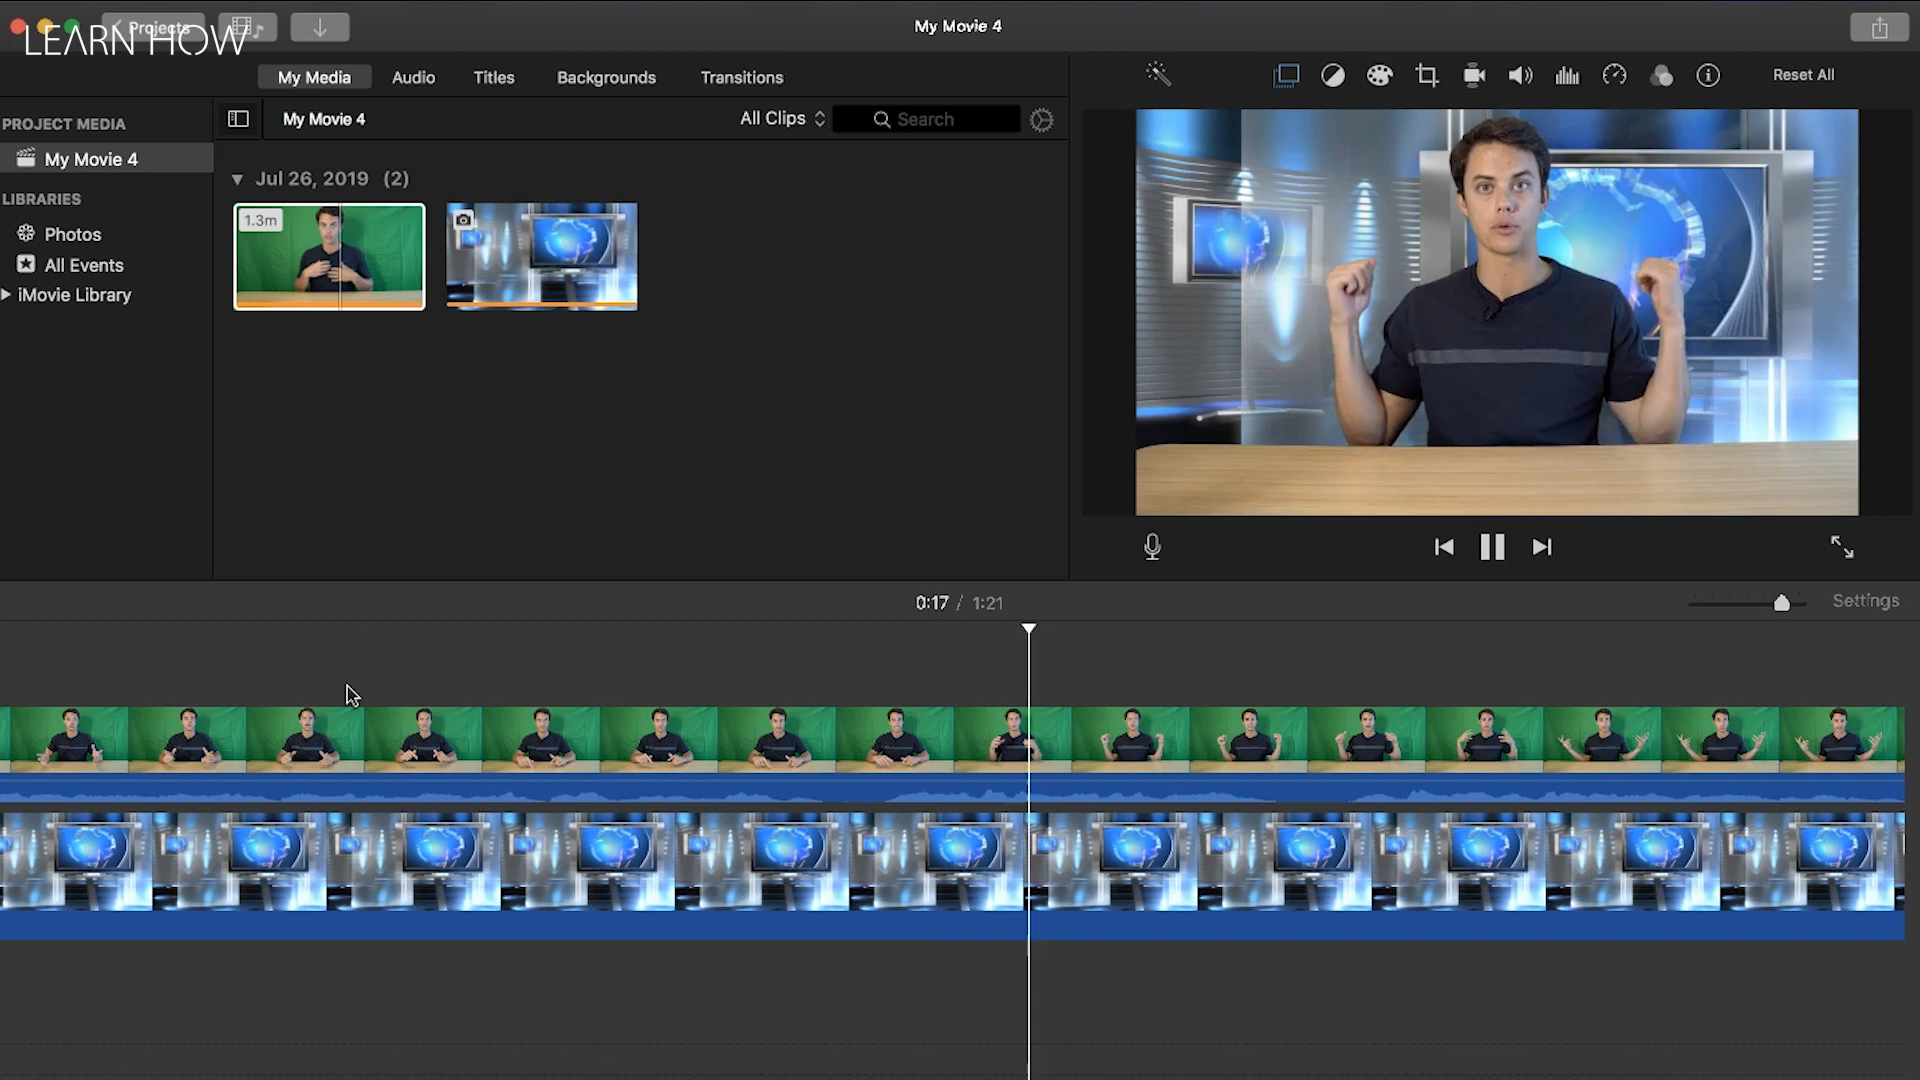 LEARN HOW
Projects
My Movie 4
My Media
Audio
Titles
Backgrounds
Transitions
Reset All
PROJECT MEDIA
My Movie 4
All Clips
Search
My Movie 4
Jul 26, 2019 (2)
1.3m
LIBRARIES
Photos
All Events
iMovie Library
0:17 / 1:21
Settings